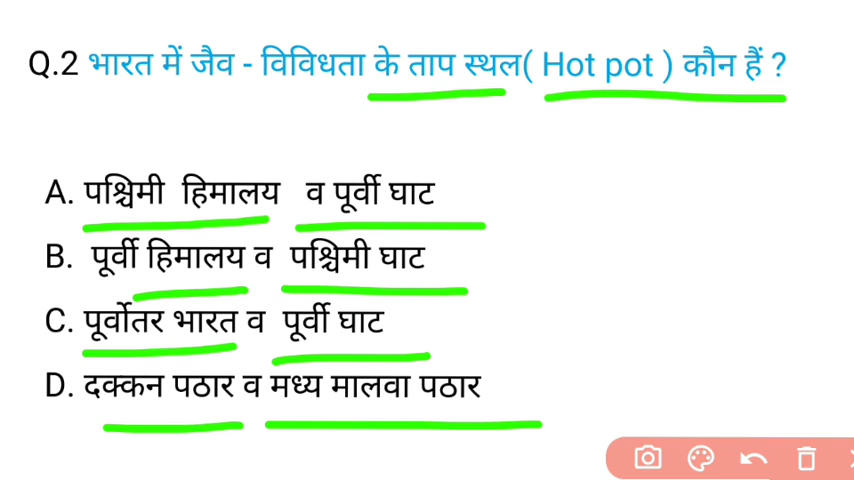 Q.2 भारत में जैव - विविधता के ताप स्थल( Hot pot ) कौन हैं ?
A. पश्चिमी हिमालय व पूर्वी घाट
B. पूर्वी हिमालय व पश्चिमी घाट
C. पूर्वोतर भारत व पूर्वी घाट
D. दक्कन पठार व मध्य मालवा पठार